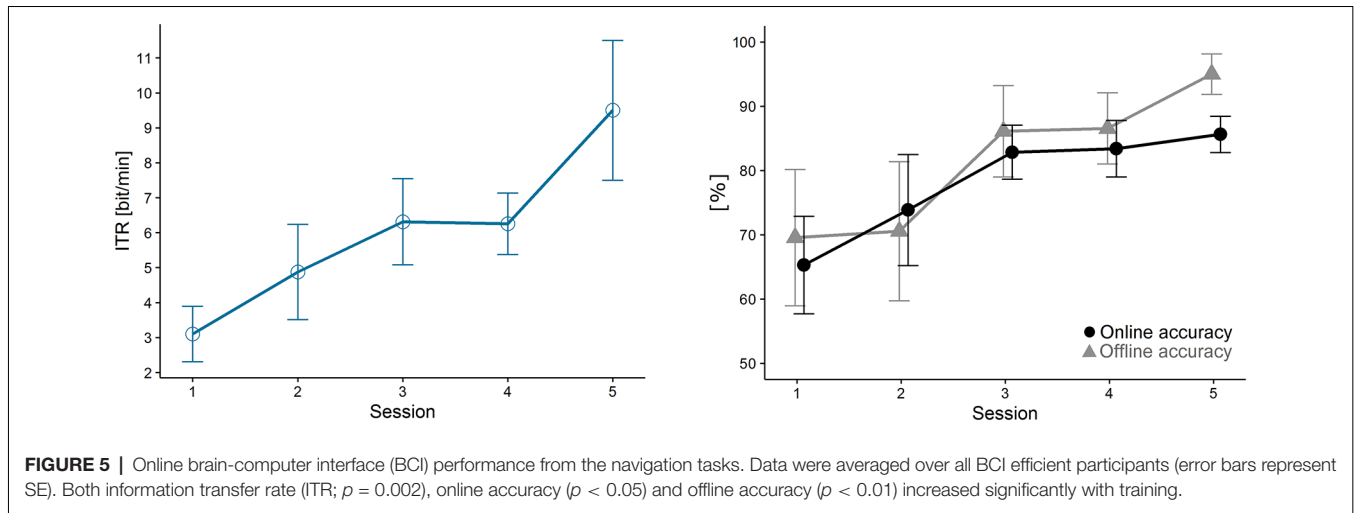 11
10
9
8
7
6
5
4
3
2
ITR [bit/min]
1 2 3 4 5
Session
100
90
80
70
60
50
[%]
Online accuracy
Offline accuracy
1 2 3 4 5
Session
FIGURE 5 | Online brain-computer interface (BCI) performance from the navigation tasks. Data were averaged over all BCI efficient participants (error bars represent
SE). Both information transfer rate (ITR; p = 0.002), online accuracy (p < 0.05) and offline accuracy (p < 0.01) increased significantly with training.